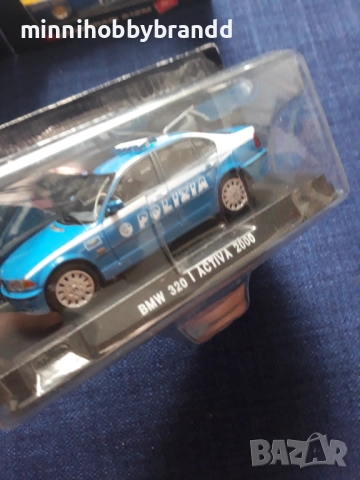 minnihobbybrandd
POLIZIA
BMW 320 I ACTIVA 2000
BAZAR